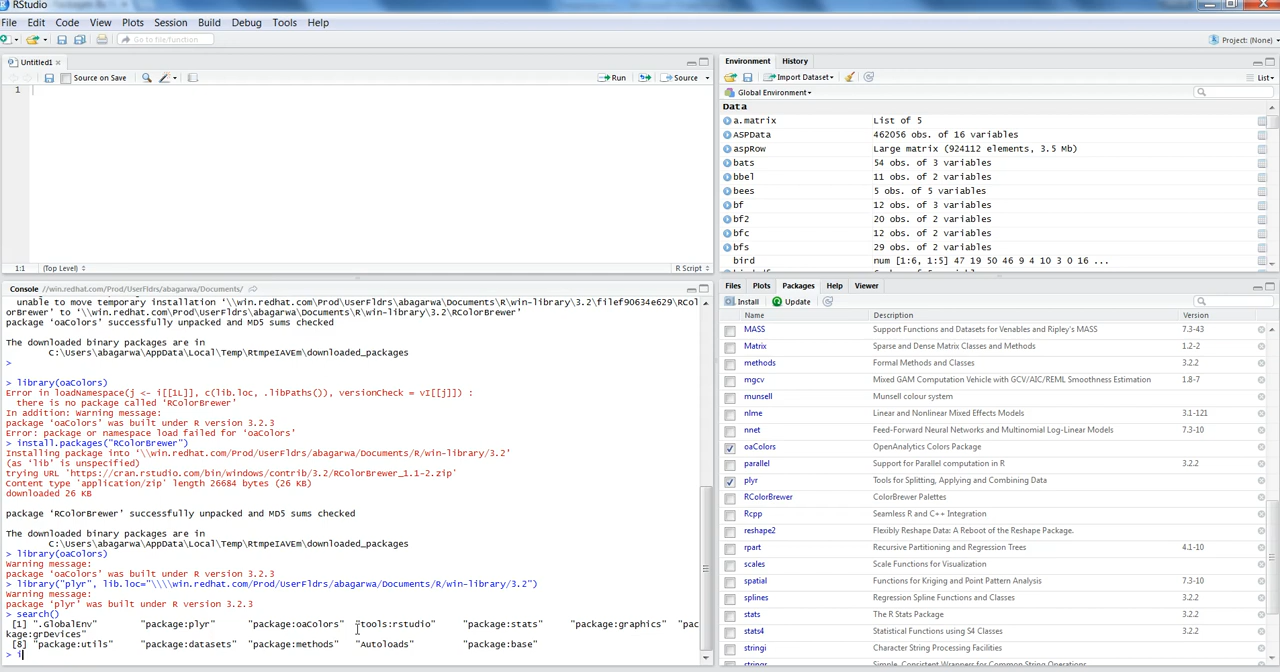 RStudio
File Edit Code View Plots Session Build Debug Tools Help
Go to file/function
Project: (None)
Untitled1
Source on Save
Run
Source
1
1:1 (Top Level)
R Script
Console //win.redhat.com/Prod/UserFldrs/abagarwa/Documents/
unable to move temporary installation '\\win.redhat.com\Prod\UserFldrs\abagarwa\Documents\R\win-library\3.2\filef90634e629\RCol
orBrewer' to '\\win.redhat.com\Prod\UserFldrs\abagarwa\Documents\R\win-library\3.2\RColorBrewer'
package 'oaColors' successfully unpacked and MD5 sums checked
The downloaded binary packages are in
C:\Users\abagarwa\AppData\Local\Temp\RtmpeIAVEm\downloaded_packages
>
> library(oaColors)
Error in loadNamespace(j <- i[[1L]], c(lib.loc, .libPaths()), versionCheck = vI[[j]]) :
there is no package called 'RColorBrewer'
In addition: Warning message:
package 'oaColors' was built under R version 3.2.3
Error: package or namespace load failed for 'oaColors'
> install.packages("RColorBrewer")
Installing package into '\\win.redhat.com/Prod/UserFldrs/abagarwa/Documents/R/win-library/3.2'
(as 'lib' is unspecified)
trying URL 'https://cran.rstudio.com/bin/windows/contrib/3.2/RColorBrewer_1.1-2.zip'
Content type 'application/zip' length 26684 bytes (26 KB)
downloaded 26 KB
package 'RColorBrewer' successfully unpacked and MD5 sums checked
The downloaded binary packages are in
C:\Users\abagarwa\AppData\Local\Temp\RtmpeIAVEm\downloaded_packages
> library(oaColors)
Warning message:
package 'oaColors' was built under R version 3.2.3
> library("plyr", lib.loc="\\\\win.redhat.com/Prod/UserFldrs/abagarwa/Documents/R/win-library/3.2")
Warning message:
package 'plyr' was built under R version 3.2.3
> search()
[1] ".GlobalEnv" "package:plyr" "package:oaColors" "tools:rstudio" "package:stats" "package:graphics" "pac
kage:grDevices"
[8] "package:utils" "package:datasets" "package:methods" "Autoloads" "package:base"
> i
Environment History
Import Dataset
List
Global Environment
Data
a.matrix List of 5
ASPData 462056 obs. of 16 variables
aspRow Large matrix (924112 elements, 3.5 Mb)
bats 54 obs. of 3 variables
bbel 11 obs. of 2 variables
bees 5 obs. of 5 variables
bf 12 obs. of 3 variables
bf2 20 obs. of 2 variables
bfc 12 obs. of 2 variables
bfs 29 obs. of 2 variables
bird num [1:6, 1:5] 47 19 50 46 9 4 10 3 0 16 ...
Files Plots Packages Help Viewer
Install Update
Name Description Version
MASS Support Functions and Datasets for Venables and Ripley's MASS 7.3-43
Matrix Sparse and Dense Matrix Classes and Methods 1.2-2
methods Formal Methods and Classes 3.2.2
mgcv Mixed GAM Computation Vehicle with GCV/AIC/REML Smoothness Estimation 1.8-7
munsell Munsell colour system
nlme Linear and Nonlinear Mixed Effects Models 3.1-121
nnet Feed-Forward Neural Networks and Multinomial Log-Linear Models 7.3-10
oaColors OpenAnalytics Colors Package
parallel Support for Parallel computation in R 3.2.2
plyr Tools for Splitting, Applying and Combining Data
RColorBrewer ColorBrewer Palettes
Rcpp Seamless R and C++ Integration
reshape2 Flexibly Reshape Data: A Reboot of the Reshape Package.
rpart Recursive Partitioning and Regression Trees 4.1-10
scales Scale Functions for Visualization
spatial Functions for Kriging and Point Pattern Analysis 7.3-10
splines Regression Spline Functions and Classes 3.2.2
stats The R Stats Package 3.2.2
stats4 Statistical Functions using S4 Classes 3.2.2
stringi Character String Processing Facilities